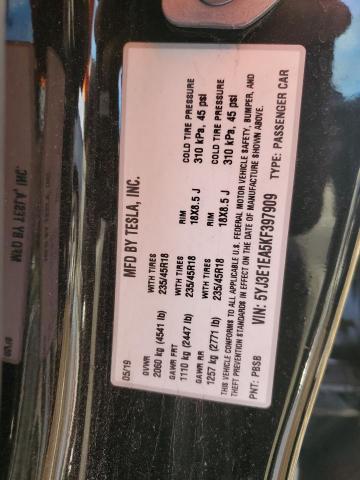 05/19 MFD BY TESLA, INC.
GVWR
2060 kg (4541 lb)
GAWR FRT WITH TIRES RIM COLD TIRE PRESSURE
1110 kg (2447 lb) 235/45R18 18X8.5 J 310 kPa, 45 psi
GAWR RR WITH TIRES RIM COLD TIRE PRESSURE
1257 kg (2771 lb) 235/45R18 18X8.5 J 310 kPa, 45 psi
THIS VEHICLE CONFORMS TO ALL APPLICABLE U.S. FEDERAL MOTOR VEHICLE SAFETY, BUMPER, AND
THEFT PREVENTION STANDARDS IN EFFECT ON THE DATE OF MANUFACTURE SHOWN ABOVE.
VIN: 5YJ3E1EA5KF397909
PNT: PBSB TYPE: PASSENGER CAR